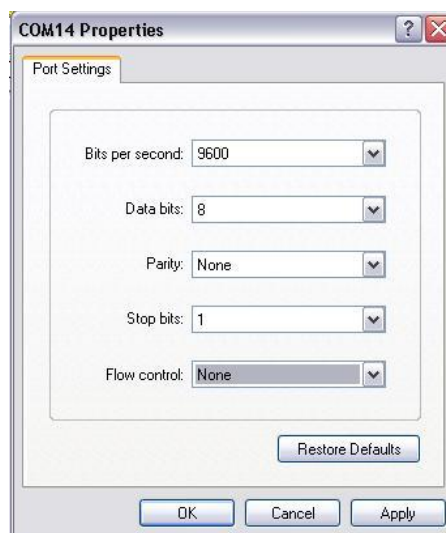 COM14 Properties
Port Settings
Bits per second: 9600
Data bits: 8
Parity: None
Stop bits: 1
Flow control: None
Restore Defaults
OK Cancel Apply